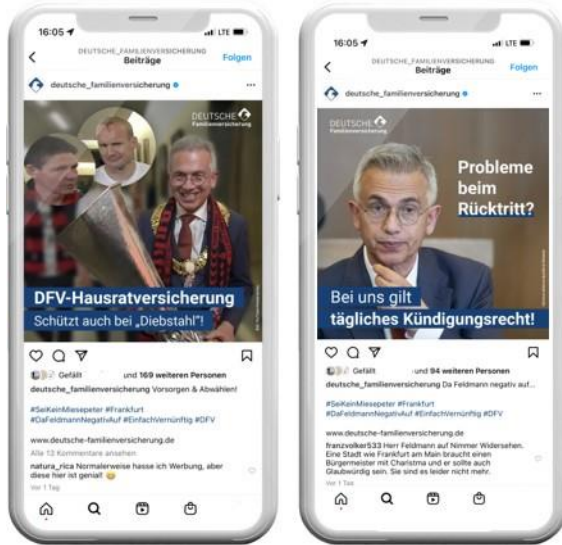 16:05
LTE
DEUTSCHE_FAMILIENVERSICHERUNG
Beiträge
Folgen
deutsche_familienversicherung
DEUTSCHE
Familienversicherung
DFV-Hausratversicherung
Schützt auch bei „Diebstahl“!
Gefällt und 169 weiteren Personen
deutsche_familienversicherung Vorsorgen & Abwählen!
#SeiKeinMiesepeter #Frankfurt
#DaFeldmannNegativAuf #EinfachVernünftig #DFV
www.deutsche-familienversicherung.de
Alle 13 Kommentare ansehen
natura_rica Normalerweise hasse ich Werbung, aber
diese hier ist genial!
Vor 1 Tag
16:05
LTE
DEUTSCHE_FAMILIENVERSICHERUNG
Beiträge
Folgen
deutsche_familienversicherung
DEUTSCHE
Familienversicherung
Probleme
beim
Rücktritt?
Bei uns gilt
tägliches Kündigungsrecht!
Gefällt und 94 weiteren Personen
deutsche_familienversicherung Da Feldmann negativ auf...
#SeiKeinMiesepeter #Frankfurt
#DaFeldmannNegativAuf #EinfachVernünftig #DFV
www.deutsche-familienversicherung.de
franzvolker533 Herr Feldmann auf Nimmer Widersehen.
Eine Stadt wie Frankfurt am Main braucht einen
Bürgermeister mit Charistma und er sollte auch
Glaubwürdig sein. Sie sind es leider nicht mehr.
Vor 1 Tag